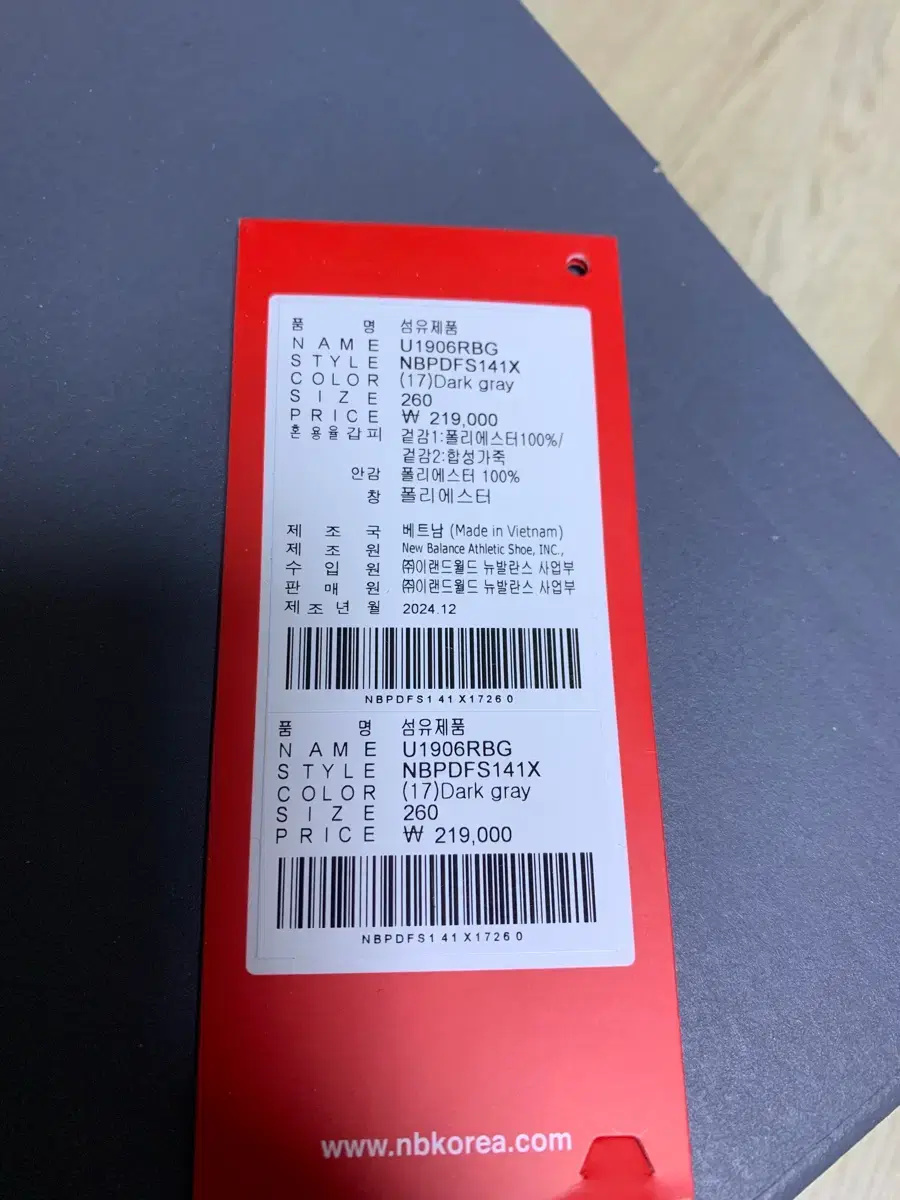 품 명 섬유제품
NAME U1906RBG
STYLE NBPDFS141X
COLOR (17)Dark gray
SIZE 260
PRICE ₩ 219,000
혼용율갑피 겉감1:폴리에스터100%/
겉감2:합성가죽
안감 폴리에스터 100%
창 폴리에스터
제조국 베트남 (Made in Vietnam)
제조원 New Balance Athletic Shoe, INC.,
수입원 ㈜이랜드월드 뉴발란스 사업부
판매원 ㈜이랜드월드 뉴발란스 사업부
제조년월 2024.12
NBPDFS141X17260
품 명 섬유제품
NAME U1906RBG
STYLE NBPDFS141X
COLOR (17)Dark gray
SIZE 260
PRICE ₩ 219,000
NBPDFS141X17260
www.nbkorea.com